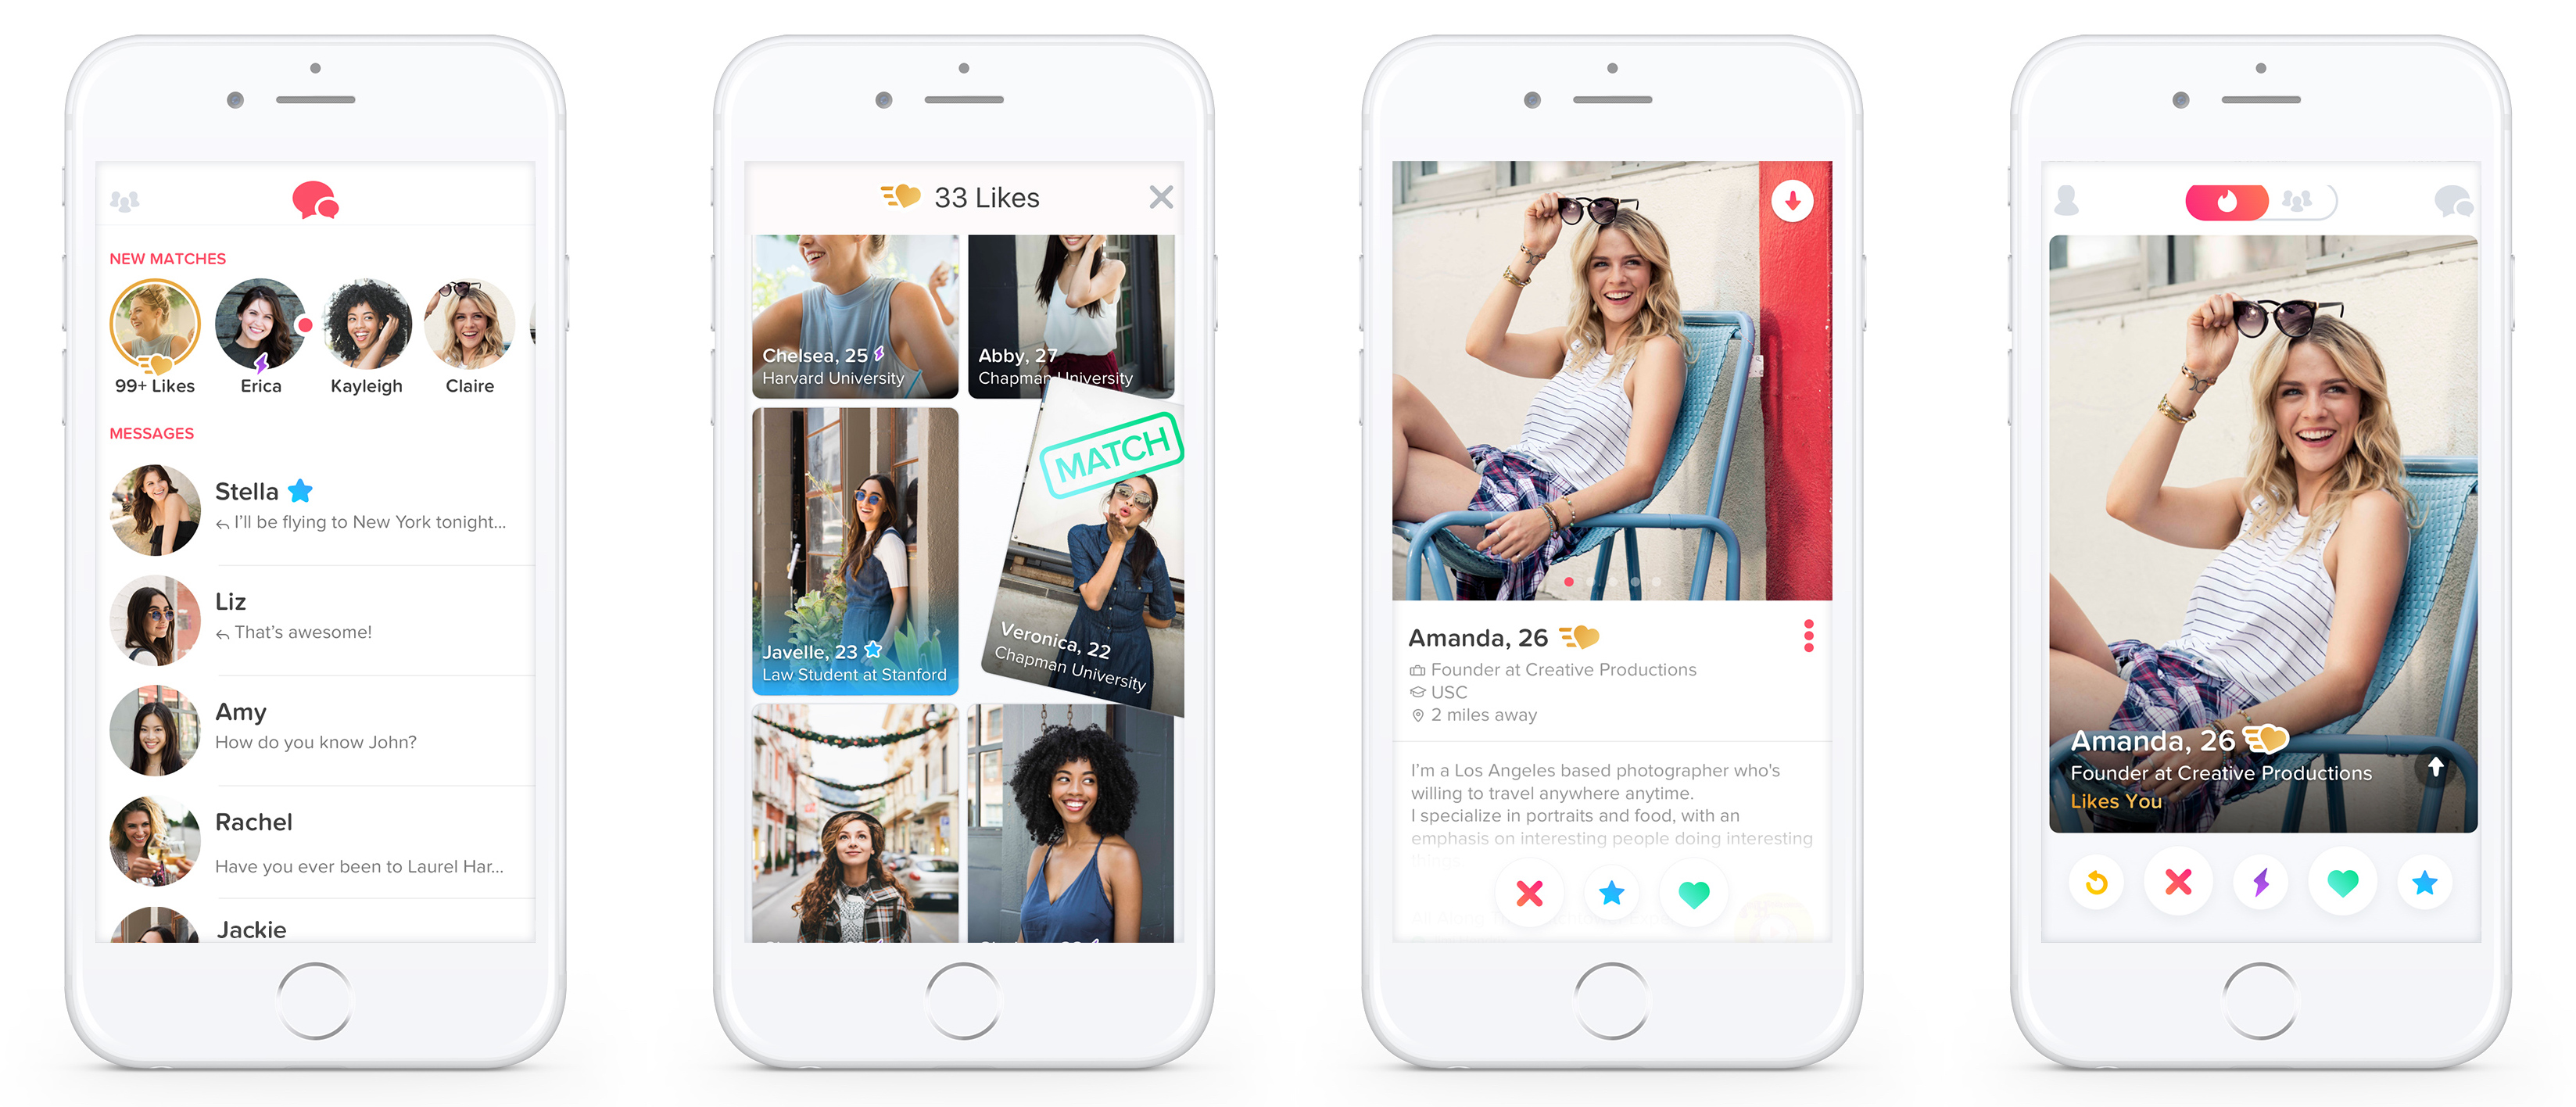 NEW MATCHES
99+ Likes
Erica
Kayleigh
Claire
MESSAGES
Stella
I'll be flying to New York tonight...
Liz
That's awesome!
Amy
How do you know John?
Rachel
Have you ever been to Laurel Har...
Jackie
33 Likes
Chelsea, 25
Harvard University
Abby, 27
Chapman University
MATCH
Javelle, 23
Law Student at Stanford
Veronica, 22
Chapman University
Amanda, 26
Founder at Creative Productions
USC
2 miles away
I'm a Los Angeles based photographer who's
willing to travel anywhere anytime.
I specialize in portraits and food, with an
emphasis on interesting people doing interesting
things.
Amanda, 26
Founder at Creative Productions
Likes You